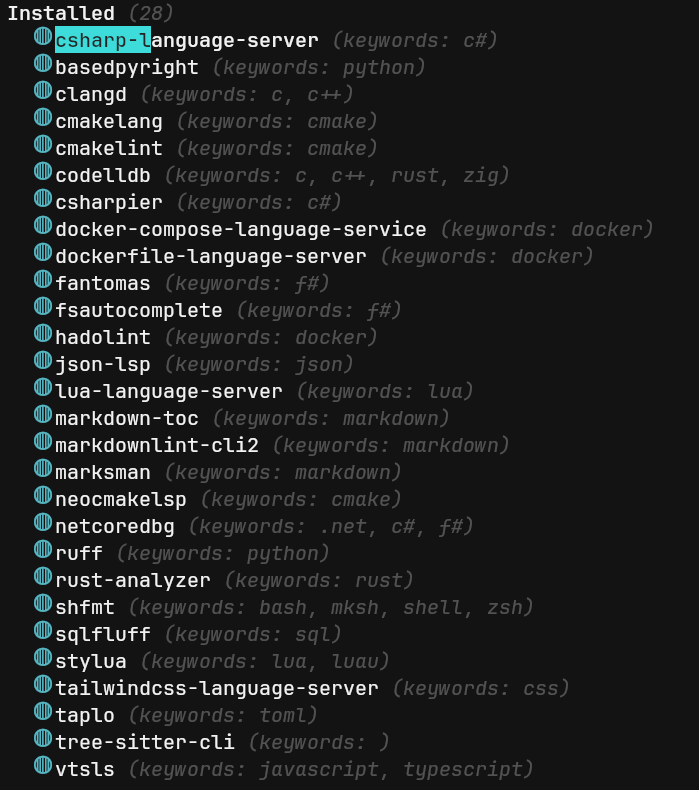 Installed (28)
csharp-language-server (keywords: c#)
basedpyright (keywords: python)
clangd (keywords: c, c++)
cmakelang (keywords: cmake)
cmakelint (keywords: cmake)
codelldb (keywords: c, c++, rust, zig)
csharpier (keywords: c#)
docker-compose-language-service (keywords: docker)
dockerfile-language-server (keywords: docker)
fantomas (keywords: f#)
fsautocomplete (keywords: f#)
hadolint (keywords: docker)
json-lsp (keywords: json)
lua-language-server (keywords: lua)
markdown-toc (keywords: markdown)
markdownlint-cli2 (keywords: markdown)
marksman (keywords: markdown)
neocmakelsp (keywords: cmake)
netcoredbg (keywords: .net, c#, f#)
ruff (keywords: python)
rust-analyzer (keywords: rust)
shfmt (keywords: bash, mksh, shell, zsh)
sqlfluff (keywords: sql)
stylua (keywords: lua, luau)
tailwindcss-language-server (keywords: css)
taplo (keywords: toml)
tree-sitter-cli (keywords: )
vtsls (keywords: javascript, typescript)